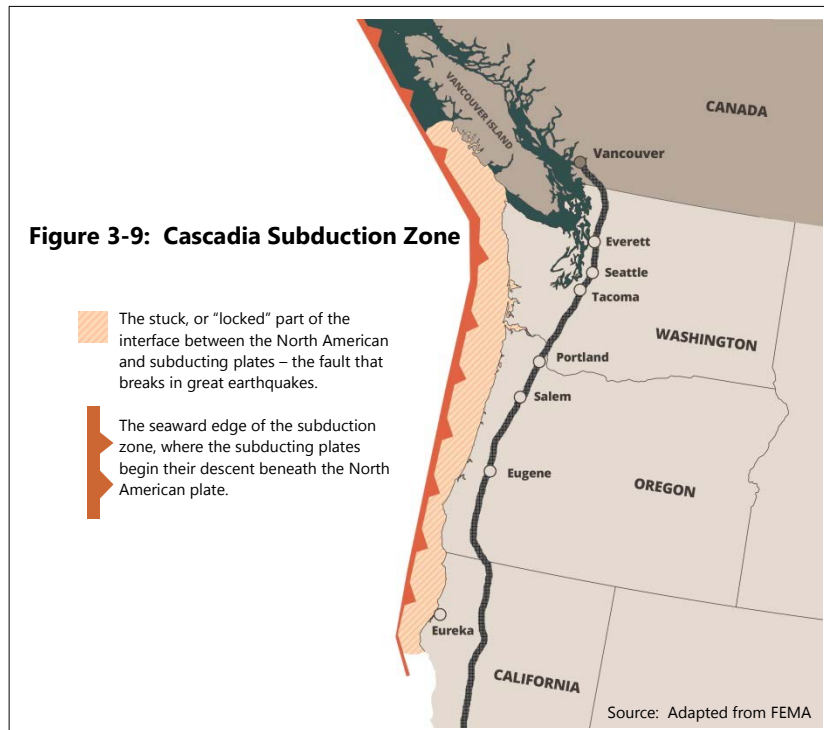 CANADA
VANCOUVER ISLAND
Vancouver
Figure 3-9: Cascadia Subduction Zone
Everett
Seattle
Tacoma
WASHINGTON
The stuck, or “locked” part of the
interface between the North American
and subducting plates – the fault that
breaks in great earthquakes.
Portland
Salem
The seaward edge of the subduction
zone, where the subducting plates
begin their descent beneath the North
American plate.
Eugene
OREGON
Eureka
CALIFORNIA
Source: Adapted from FEMA